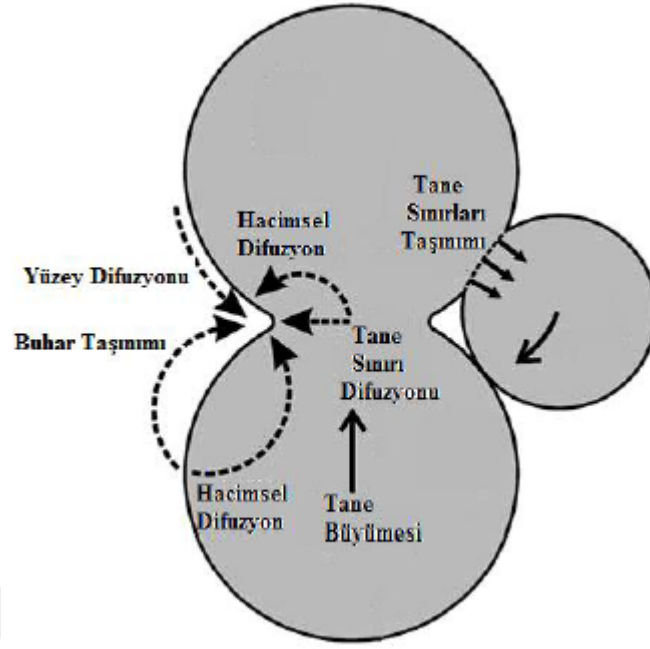 Tane
Sınırları
Taşınımı
Hacimsel
Difuzyon
Yüzey Difuzyonu
Buhar Taşınımı
Tane
Sınırı
Difuzyonu
Hacimsel
Difuzyon
Tane
Büyümesi